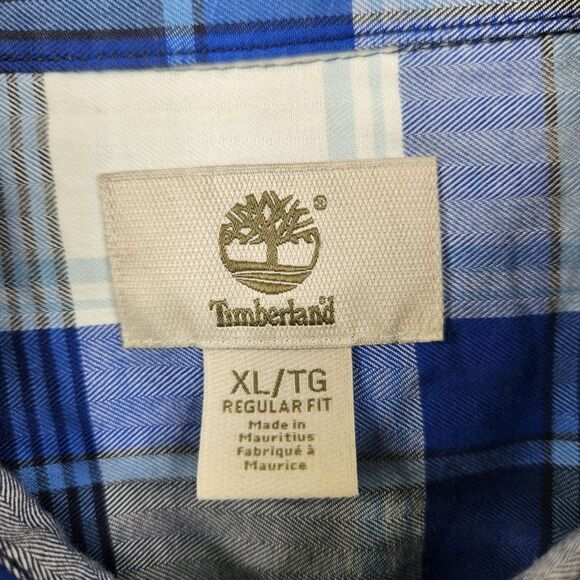 ®
Timberland
XL/TG
REGULAR FIT
Made in
Mauritius
Fabriqué à
Maurice